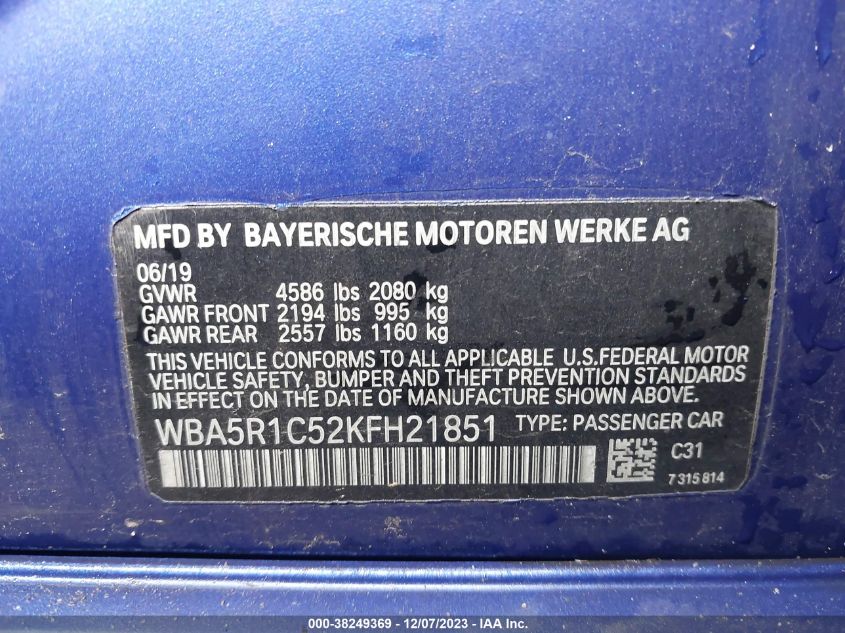 MFD BY BAYERISCHE MOTOREN WERKE AG
06/19
GVWR 4586 lbs 2080 kg
GAWR FRONT 2194 lbs 995 kg
GAWR REAR 2557 lbs 1160 kg
THIS VEHICLE CONFORMS TO ALL APPLICABLE U.S.FEDERAL MOTOR
VEHICLE SAFETY, BUMPER AND THEFT PREVENTION STANDARDS
IN EFFECT ON THE DATE OF MANUFACTURE SHOWN ABOVE.
WBA5R1C52KFH21851 TYPE: PASSENGER CAR
C31
7 315 814
000-38249369 - 12/07/2023 - IAA Inc.